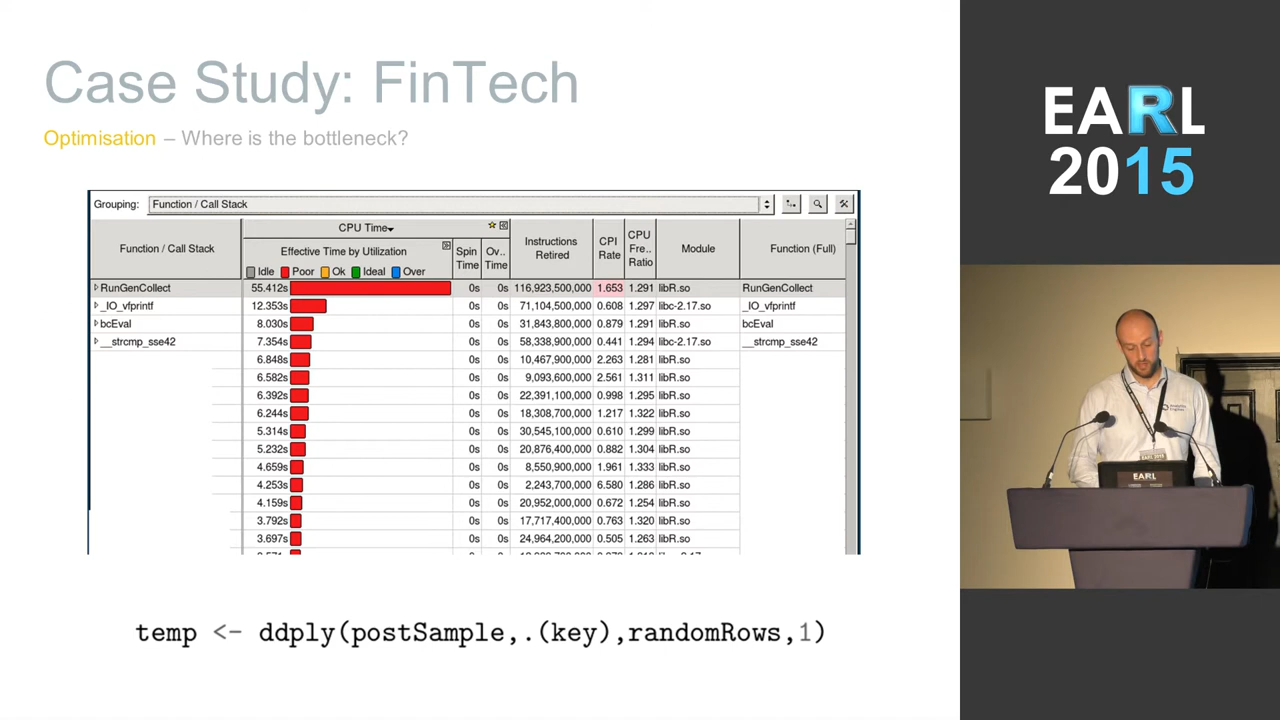 Case Study: FinTech
Optimisation – Where is the bottleneck?
Grouping: Function / Call Stack
Function / Call Stack CPU Time Effective Time by Utilization Idle Poor Ok Ideal Over Spin Time Ov... Time Instructions Retired CPI Rate CPU Fre... Ratio Module Function (Full)
RunGenCollect 55.412s 0s 0s 116,923,500,000 1.653 1.291 libR.so RunGenCollect
_IO_vfprintf 12.353s 0s 0s 71,104,500,000 0.608 1.297 libc-2.17.so _IO_vfprintf
bcEval 8.030s 0s 0s 31,843,800,000 0.879 1.291 libR.so bcEval
__strcmp_sse42 7.354s 0s 0s 58,338,900,000 0.441 1.294 libc-2.17.so __strcmp_sse42
6.848s 0s 0s 10,467,900,000 2.263 1.281 libR.so
6.582s 0s 0s 9,093,600,000 2.561 1.311 libR.so
6.392s 0s 0s 22,391,100,000 0.998 1.295 libR.so
6.244s 0s 0s 18,308,700,000 1.217 1.322 libR.so
5.314s 0s 0s 30,545,100,000 0.610 1.299 libR.so
5.232s 0s 0s 20,876,400,000 0.882 1.304 libR.so
4.659s 0s 0s 8,550,900,000 1.961 1.333 libR.so
4.253s 0s 0s 2,243,700,000 6.580 1.286 libR.so
4.159s 0s 0s 20,952,000,000 0.672 1.254 libR.so
3.792s 0s 0s 17,717,400,000 0.763 1.320 libR.so
3.697s 0s 0s 24,964,200,000 0.505 1.263 libR.so
temp <- ddply(postSample,.(key),randomRows,1)
EARL
2015
EARL